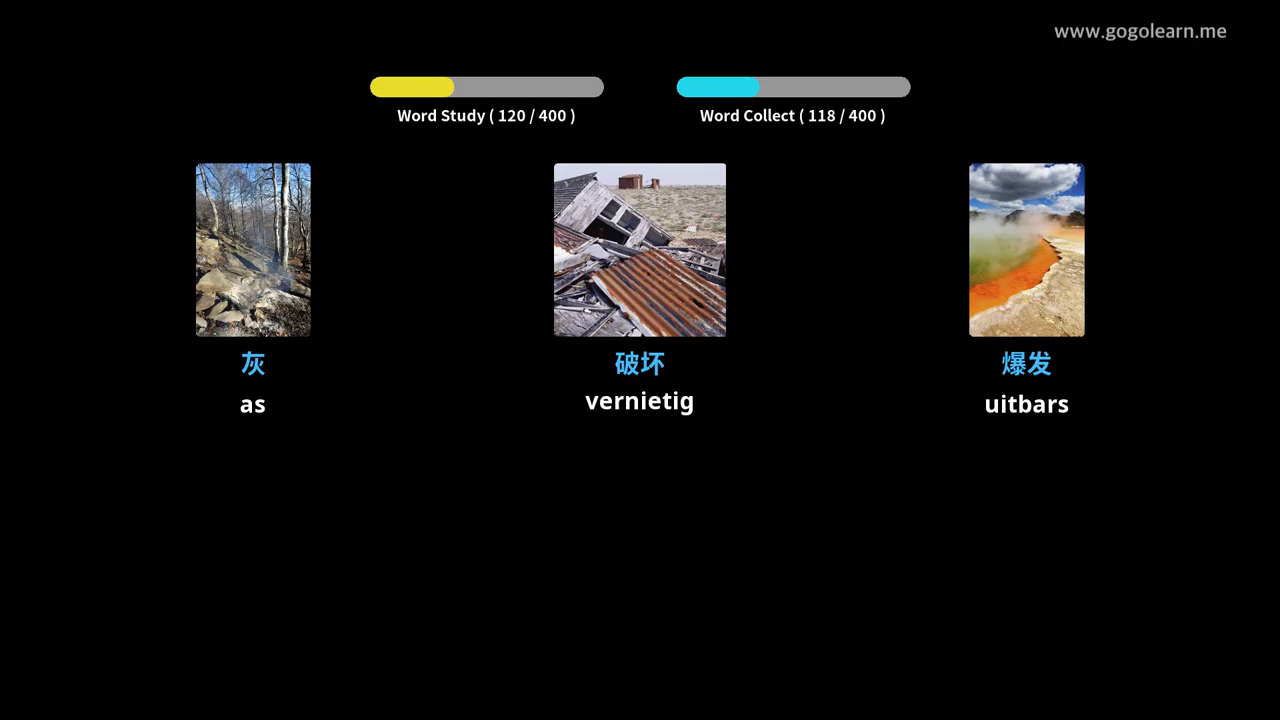 www.gogolearn.me
Word Study ( 120 / 400 )
Word Collect ( 118 / 400 )
灰
as
破坏
vernietig
爆发
uitbars